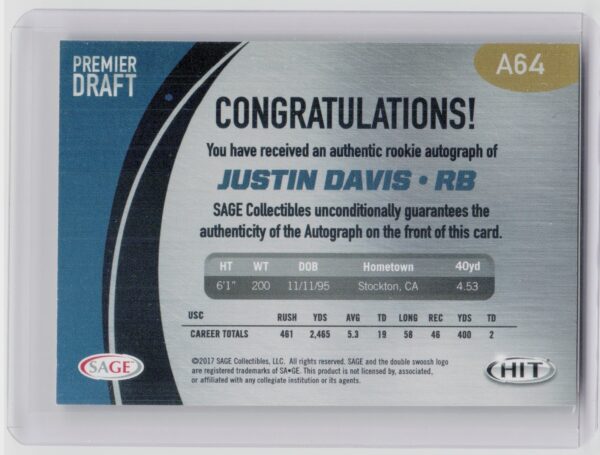 PREMIER
DRAFT
A64
CONGRATULATIONS!
You have received an authentic rookie autograph of
JUSTIN DAVIS • RB
SAGE Collectibles unconditionally guarantees the
authenticity of the Autograph on the front of this card.
HT WT DOB Hometown 40yd
6'1" 200 11/11/95 Stockton, CA 4.53
USC RUSH YDS AVG TD LONG REC YDS TD
CAREER TOTALS 461 2,465 5.3 19 58 46 400 2
©2017 SAGE Collectibles, LLC. All rights reserved. SAGE and the double swoosh logo
are registered trademarks of SA•GE. This product is not licensed by, associated,
or affiliated with any collegiate institution or its agents.
SAGE
HIT